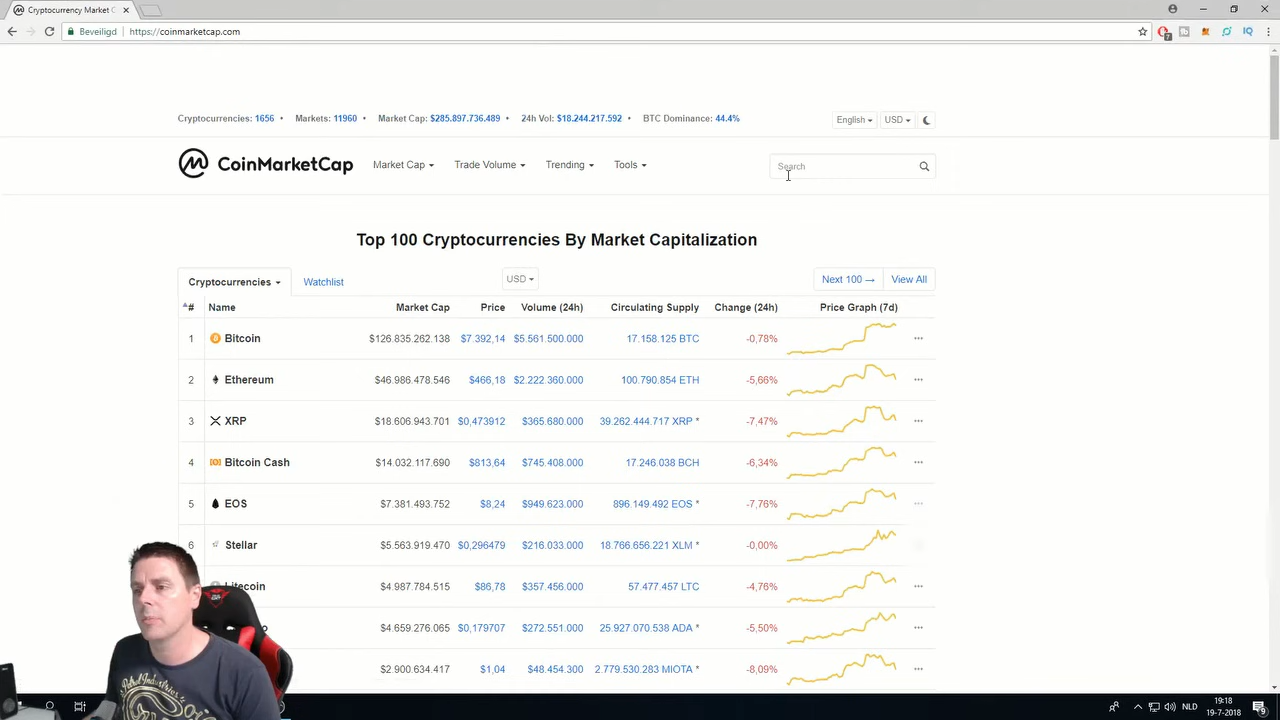 Cryptocurrency Market C
Beveiligd https://coinmarketcap.com
Cryptocurrencies: 1656 • Markets: 11960 • Market Cap: $285.897.736.489 • 24h Vol: $18.244.217.592 • BTC Dominance: 44.4%
English USD
CoinMarketCap Market Cap Trade Volume Trending Tools Search
Top 100 Cryptocurrencies By Market Capitalization
Cryptocurrencies Watchlist USD Next 100 → View All
# Name Market Cap Price Volume (24h) Circulating Supply Change (24h) Price Graph (7d)
1 Bitcoin $126.835.262.138 $7.392,14 $5.561.500.000 17.158.125 BTC -0,78%
2 Ethereum $46.986.478.546 $466,18 $2.222.360.000 100.790.854 ETH -5,66%
3 XRP $18.606.943.701 $0,473912 $365.680.000 39.262.444.717 XRP * -7,47%
4 Bitcoin Cash $14.032.117.690 $813,64 $745.408.000 17.246.038 BCH -6,34%
5 EOS $7.381.493.752 $8,24 $949.623.000 896.149.492 EOS * -7,76%
6 Stellar $5.563.919.470 $0,296479 $216.033.000 18.766.656.221 XLM * -0,00%
Litecoin $4.987.784.515 $86,78 $357.456.000 57.477.457 LTC -4,76%
$4.659.276.065 $0,179707 $272.551.000 25.927.070.538 ADA * -5,50%
$2.900.634.417 $1,04 $48.454.300 2.779.530.283 MIOTA * -8,09%
NLD
19:18
19-7-2018